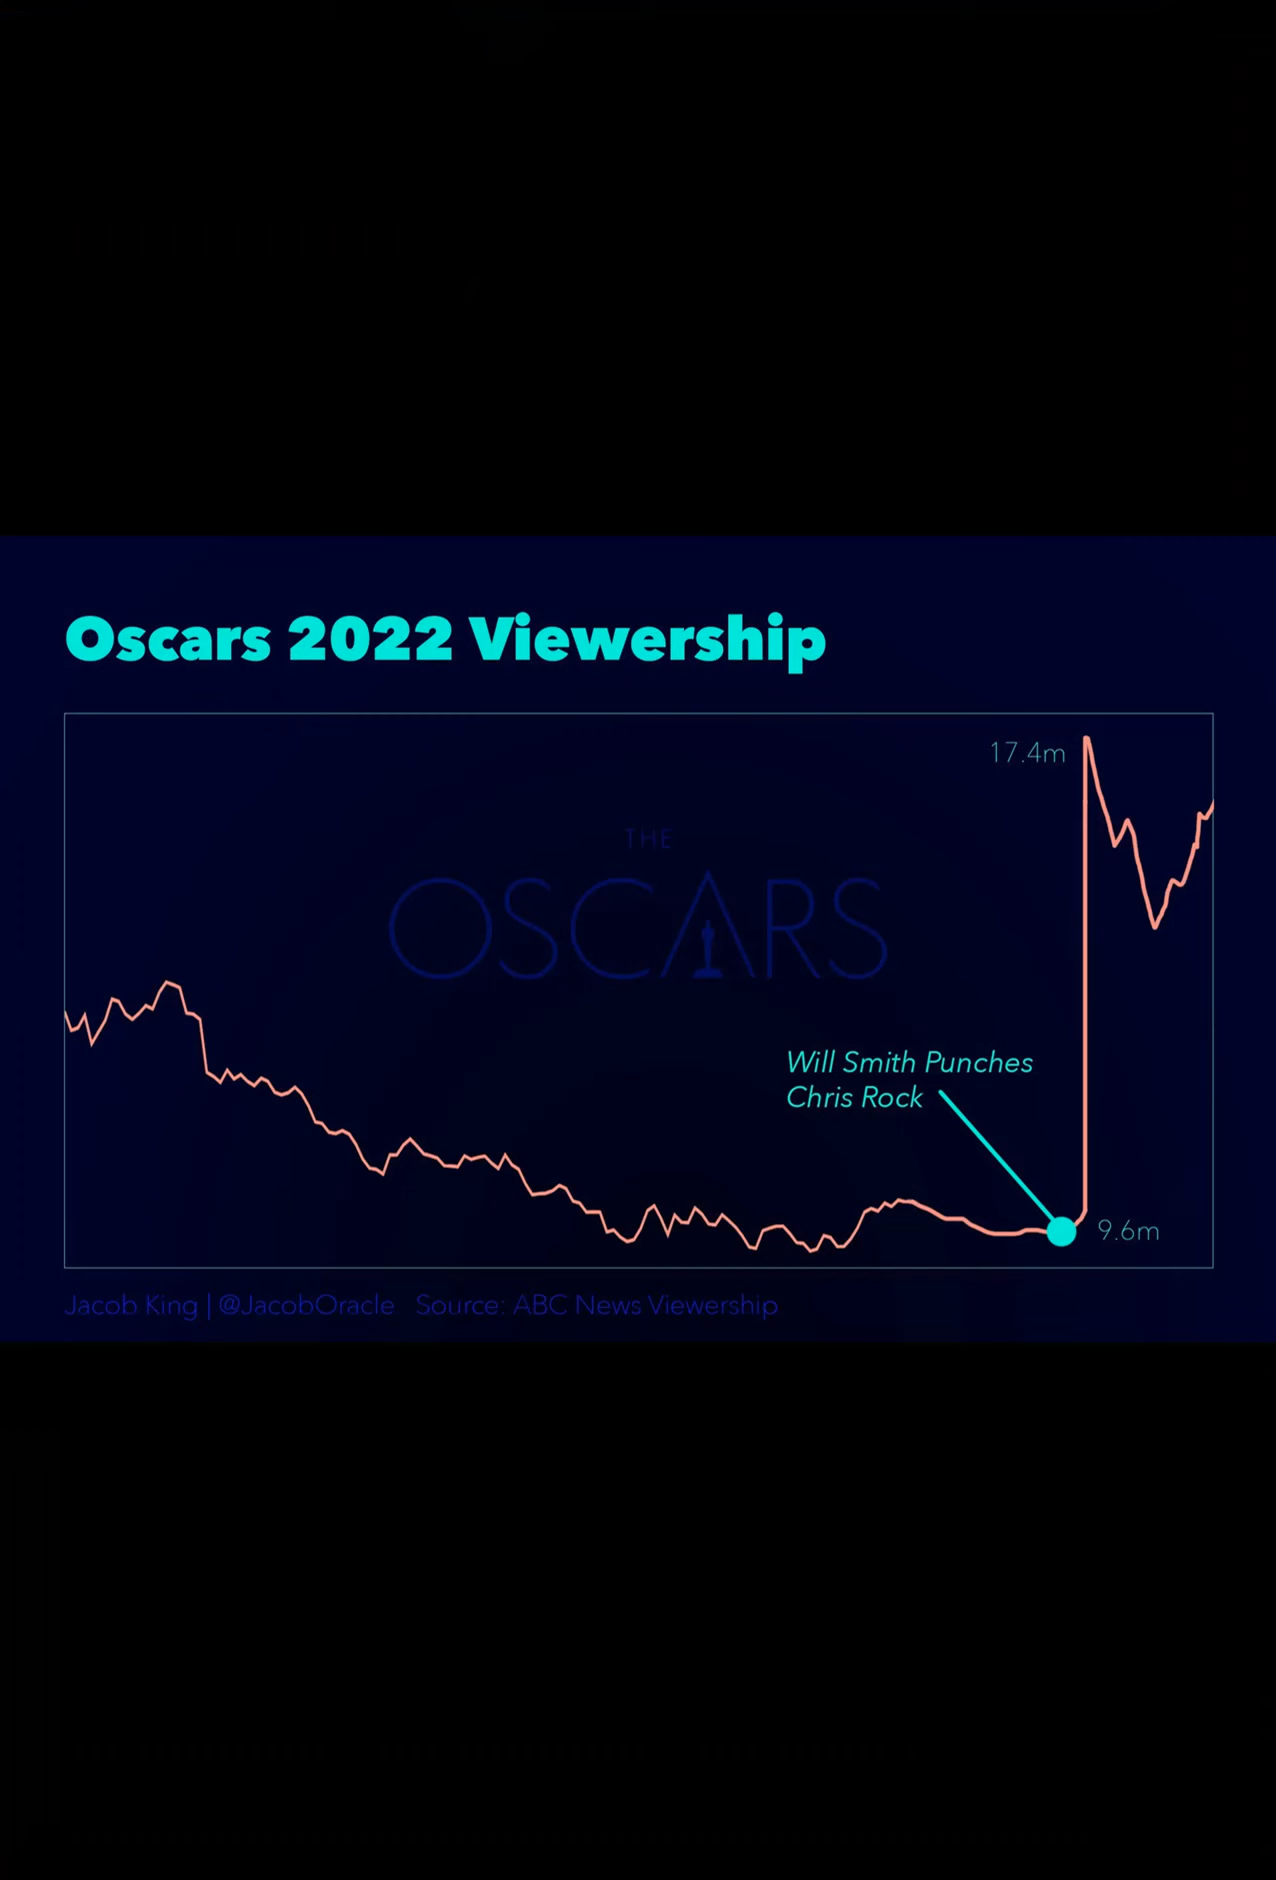 Oscars 2022 Viewership
17.4m
THE
OSCARS
Will Smith Punches
Chris Rock
9.6m
Jacob King | @JacobOracle Source: ABC News Viewership